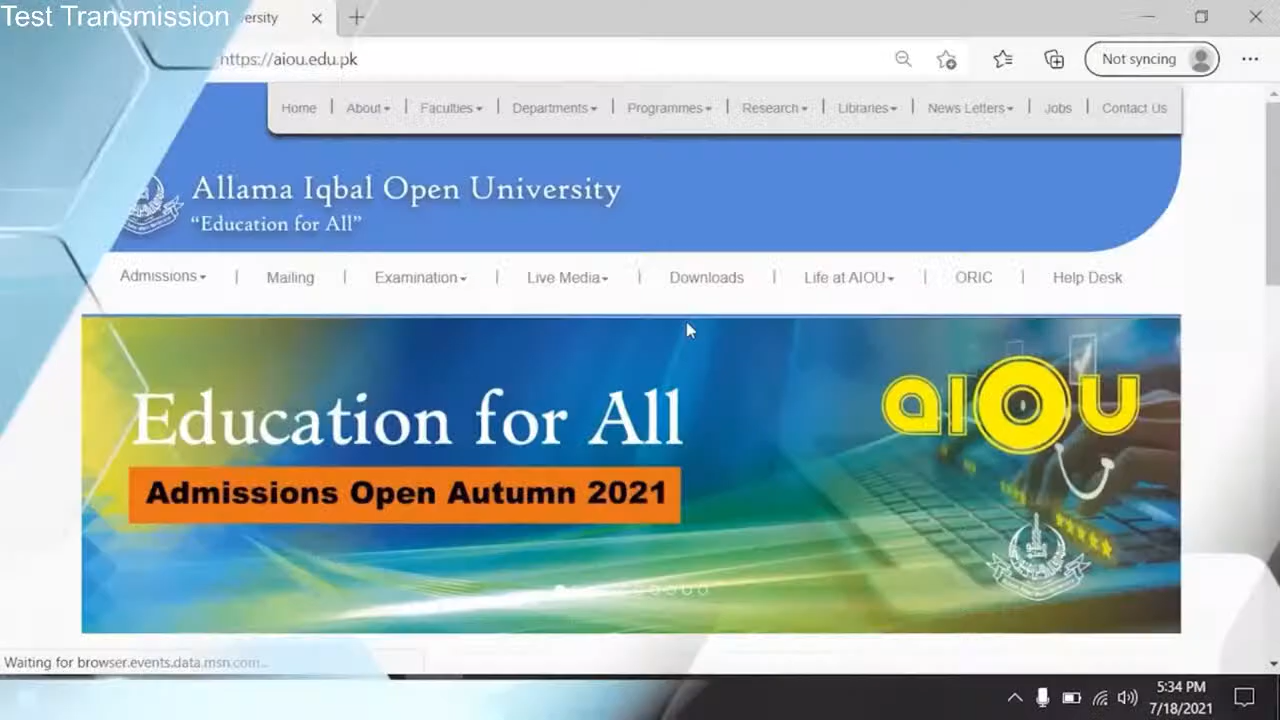 Test Transmission
ersity
https://aiou.edu.pk
Not syncing
Home | About | Faculties | Departments | Programmes | Research | Libraries | News Letters | Jobs | Contact Us
Allama Iqbal Open University
“Education for All”
Admissions | Mailing | Examination | Live Media | Downloads | Life at AIOU | ORIC | Help Desk
Education for All
aiou
Admissions Open Autumn 2021
Waiting for browser.events.data.msn.com...
5:34 PM
7/18/2021